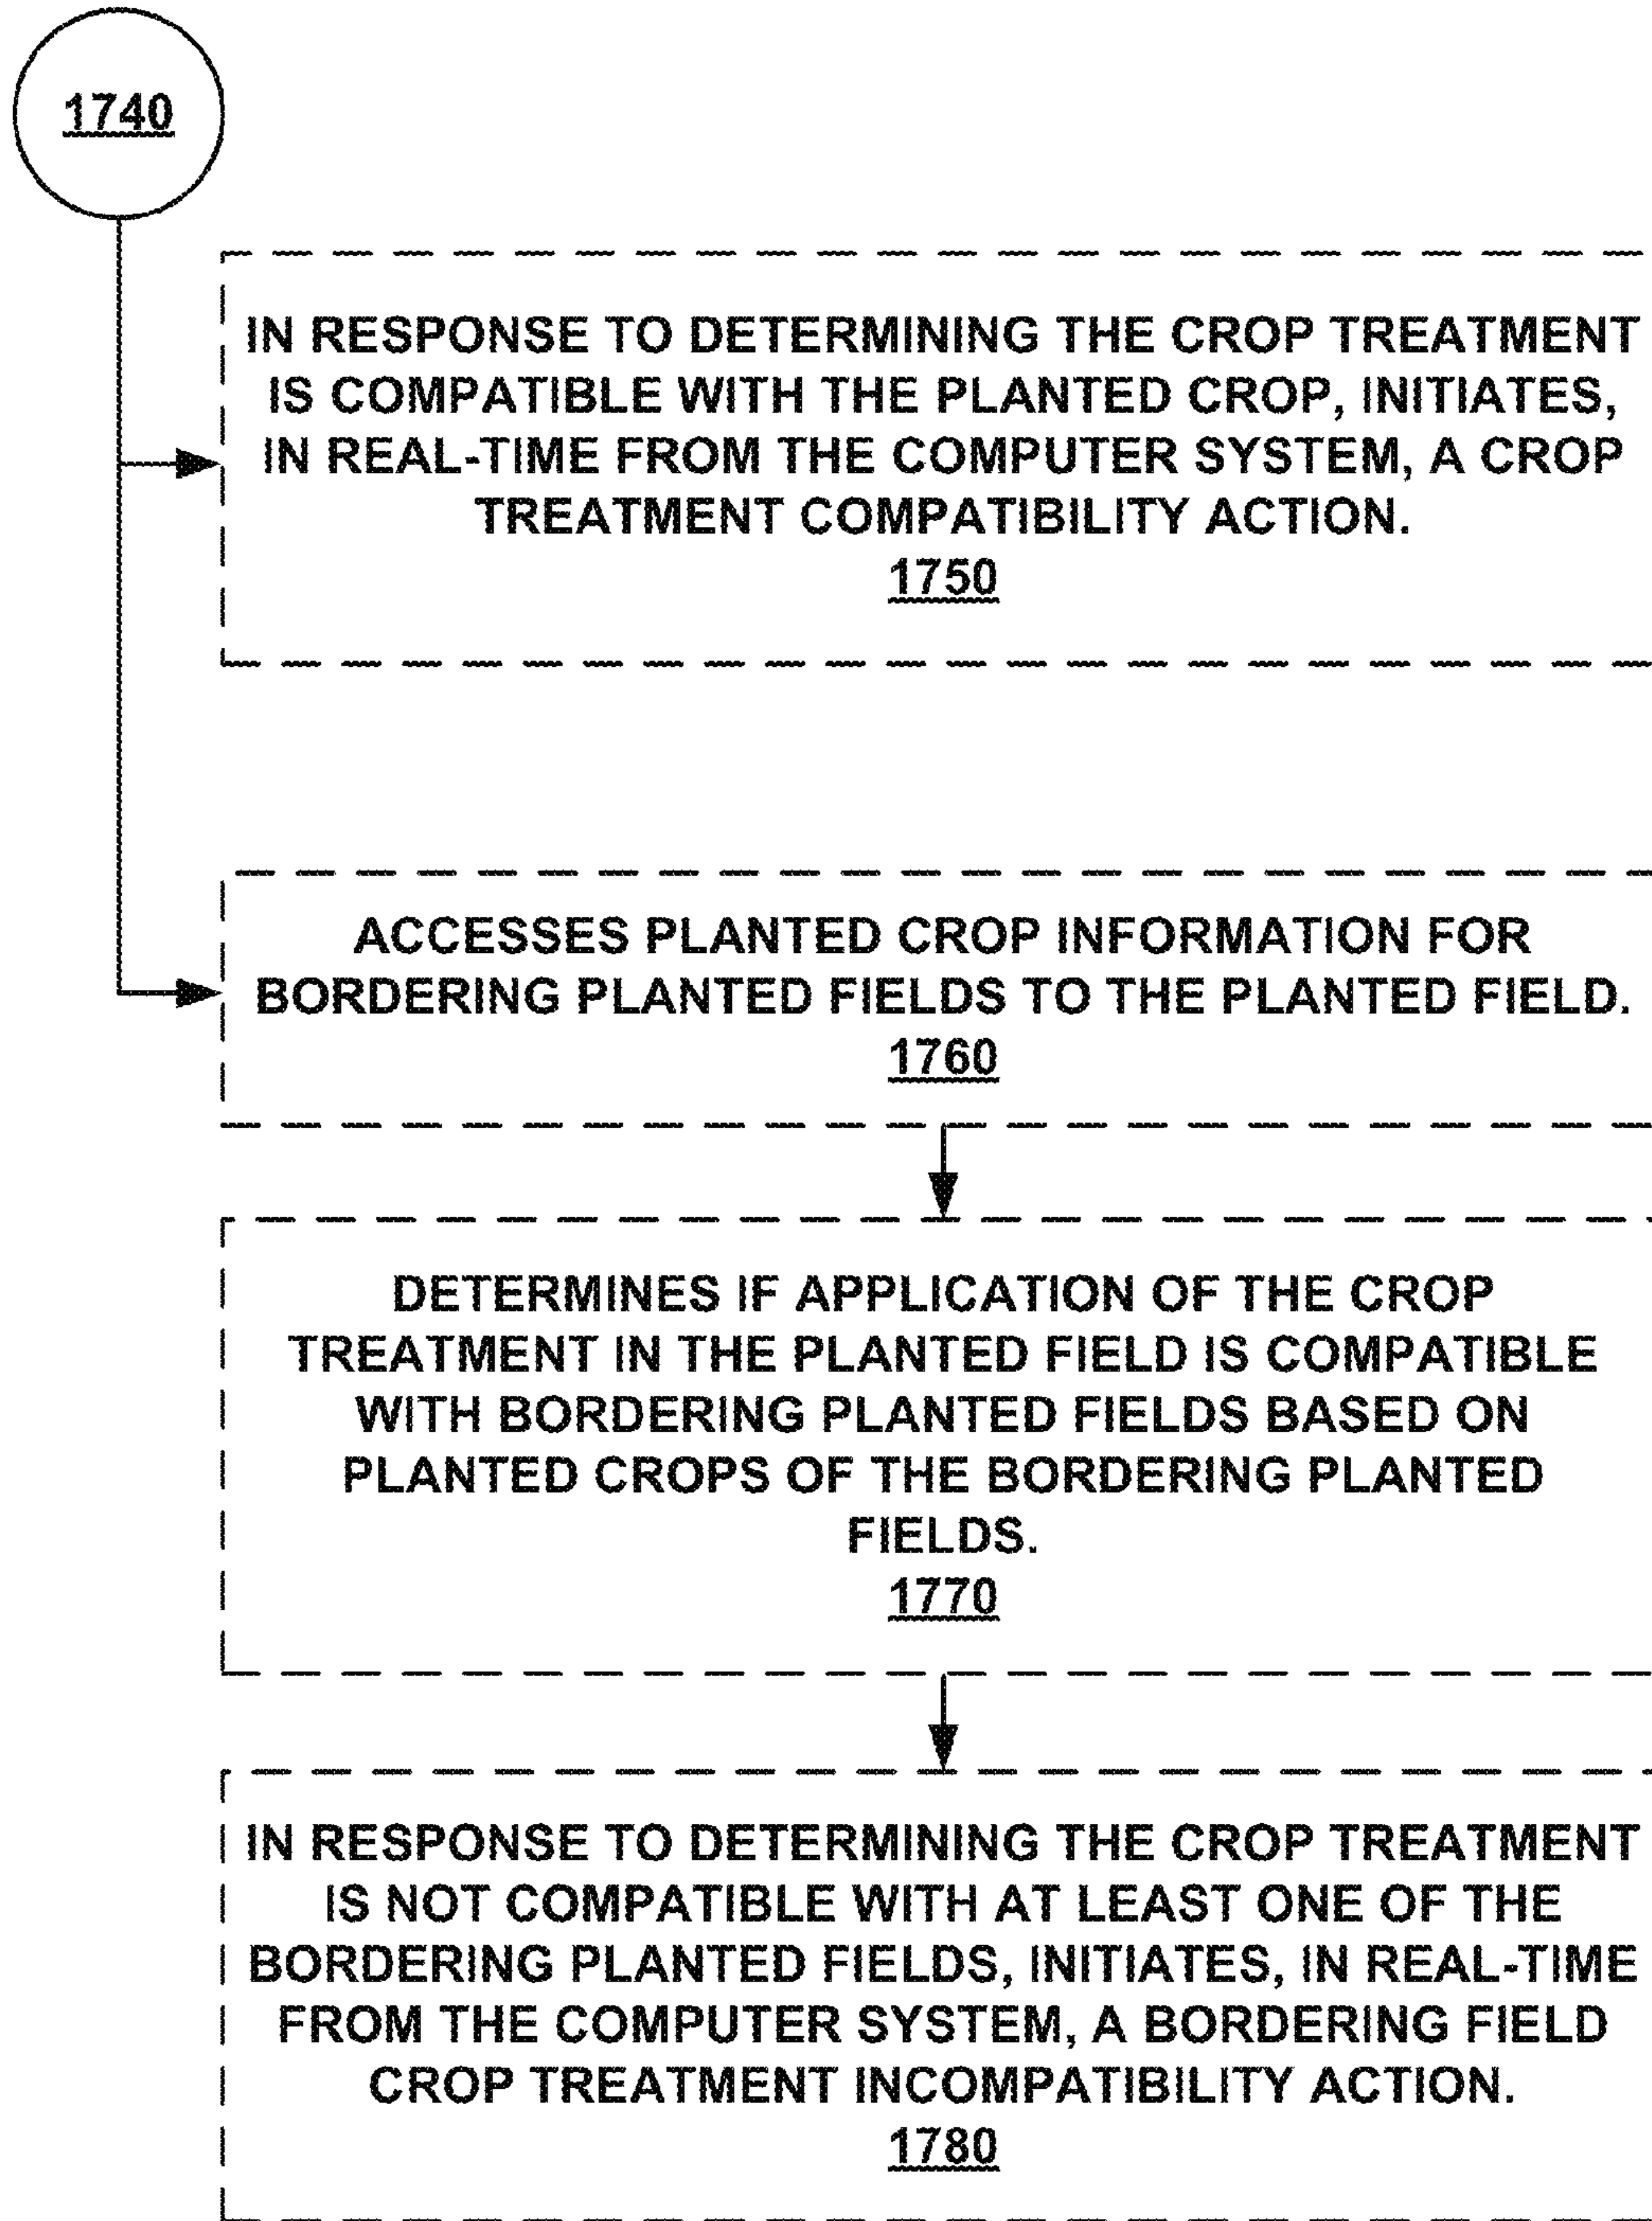 1740
IN RESPONSE TO DETERMINING THE CROP TREATMENT
IS COMPATIBLE WITH THE PLANTED CROP, INITIATES,
IN REAL-TIME FROM THE COMPUTER SYSTEM, A CROP
TREATMENT COMPATIBILITY ACTION.
1750
ACCESSES PLANTED CROP INFORMATION FOR
BORDERING PLANTED FIELDS TO THE PLANTED FIELD.
1760
DETERMINES IF APPLICATION OF THE CROP
TREATMENT IN THE PLANTED FIELD IS COMPATIBLE
WITH BORDERING PLANTED FIELDS BASED ON
PLANTED CROPS OF THE BORDERING PLANTED
FIELDS.
1770
IN RESPONSE TO DETERMINING THE CROP TREATMENT
IS NOT COMPATIBLE WITH AT LEAST ONE OF THE
BORDERING PLANTED FIELDS, INITIATES, IN REAL-TIME
FROM THE COMPUTER SYSTEM, A BORDERING FIELD
CROP TREATMENT INCOMPATIBILITY ACTION.
1780